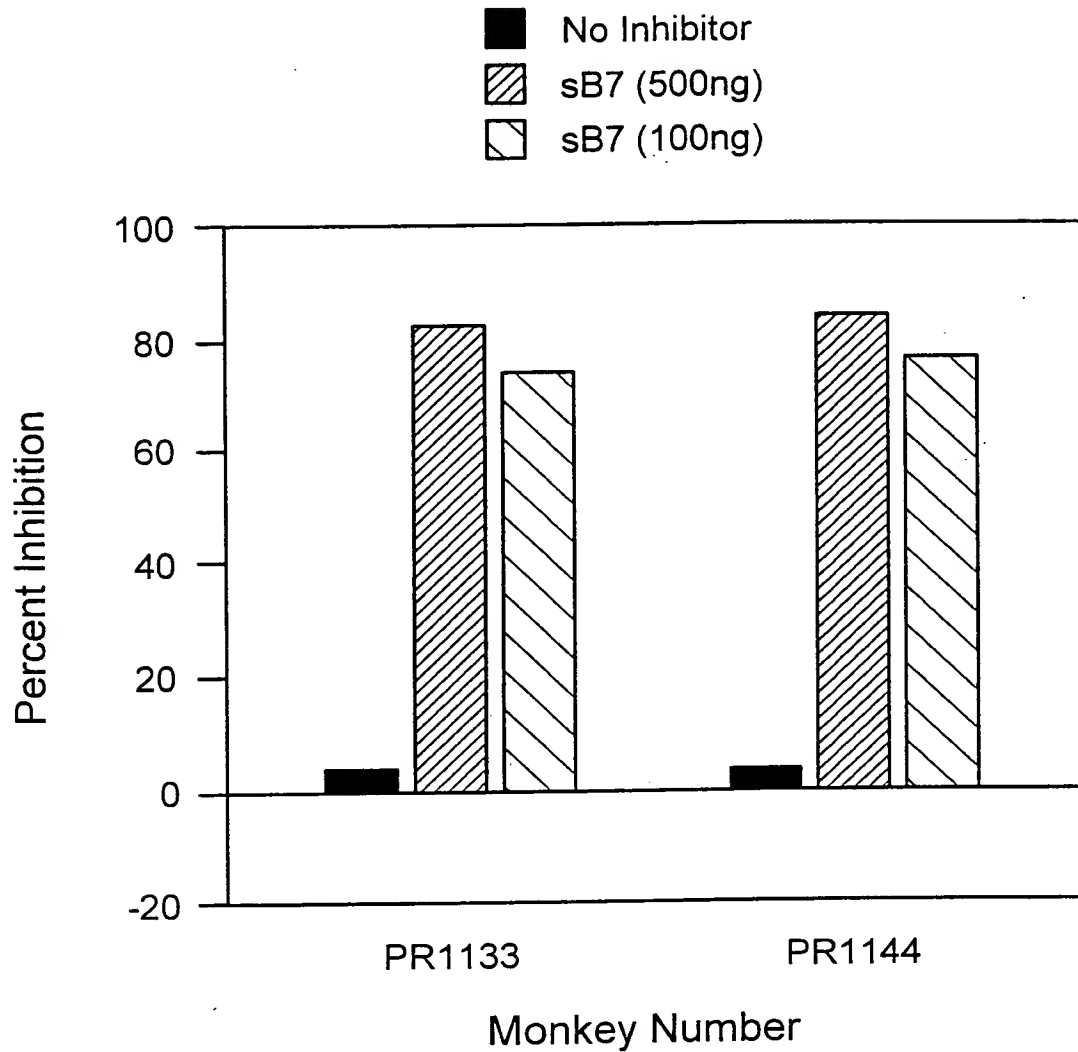 No Inhibitor
sB7 (500ng)
sB7 (100ng)
100
80
60
40
20
0
-20
Percent Inhibition
PR1133
PR1144
Monkey Number